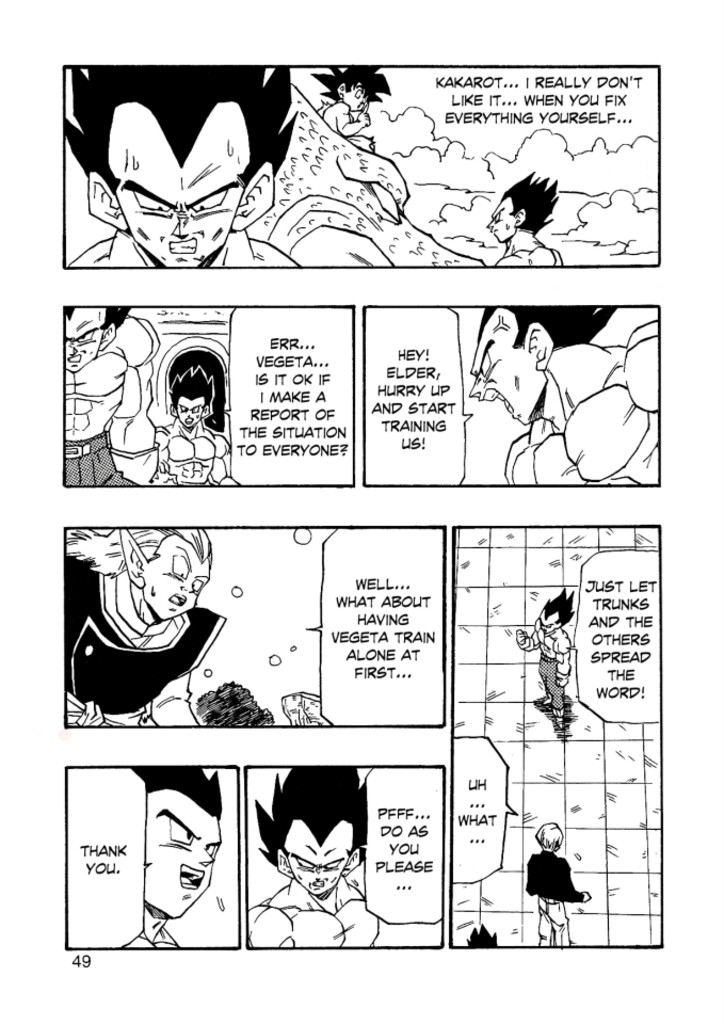 KAKAROT... I REALLY DON'T
LIKE IT... WHEN YOU FIX
EVERYTHING YOURSELF...
HEY!
ELDER,
HURRY UP
AND START
TRAINING
US!
ERR...
VEGETA...
IS IT OK IF
I MAKE A
REPORT OF
THE SITUATION
TO EVERYONE?
JUST LET
TRUNKS
AND THE
OTHERS
SPREAD
THE
WORD!
UH
...
WHAT
...
WELL...
WHAT ABOUT
HAVING
VEGETA TRAIN
ALONE AT
FIRST...
PFFF...
DO AS
YOU
PLEASE
...
THANK
YOU.
49